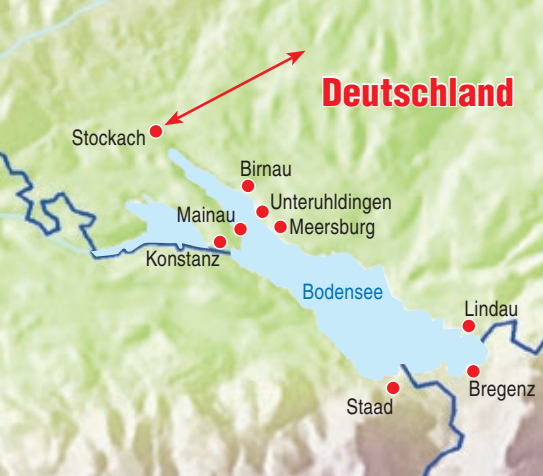 Deutschland
Stockach
Birnau
Unteruhldingen
Mainau
Meersburg
Konstanz
Bodensee
Lindau
Bregenz
Staad